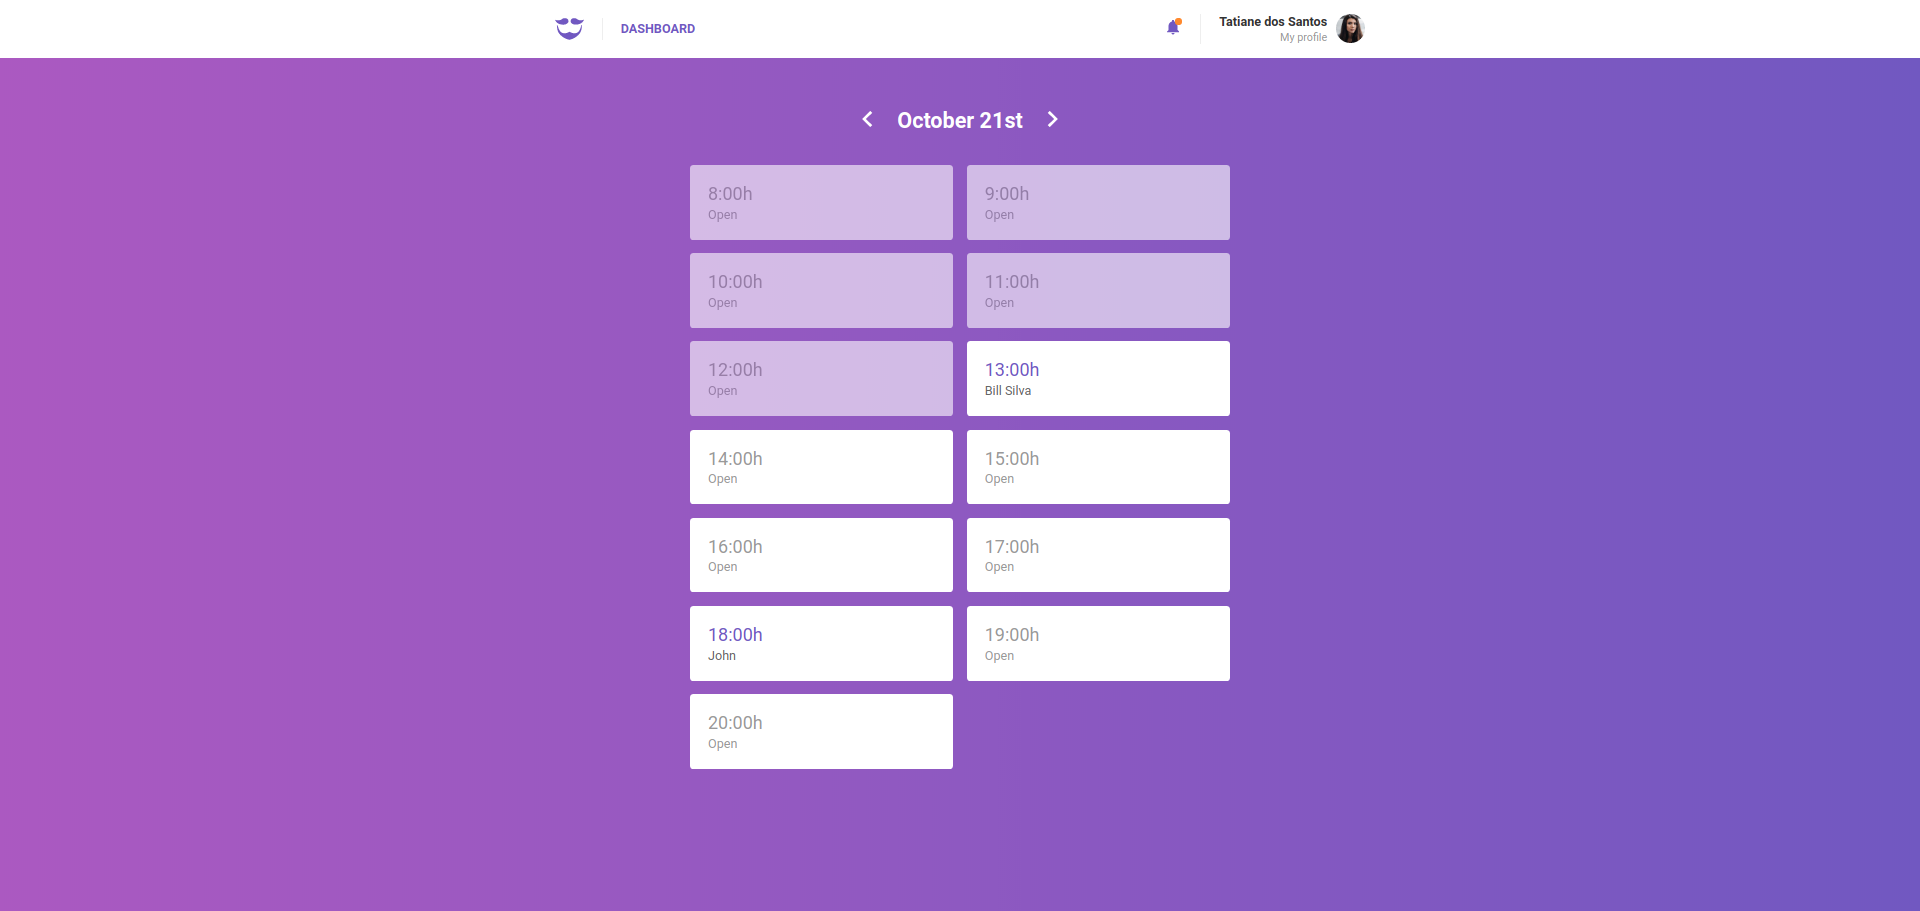 DASHBOARD
Tatiane dos Santos
My profile
October 21st
8:00h
Open
9:00h
Open
10:00h
Open
11:00h
Open
12:00h
Open
13:00h
Bill Silva
14:00h
Open
15:00h
Open
16:00h
Open
17:00h
Open
18:00h
John
19:00h
Open
20:00h
Open